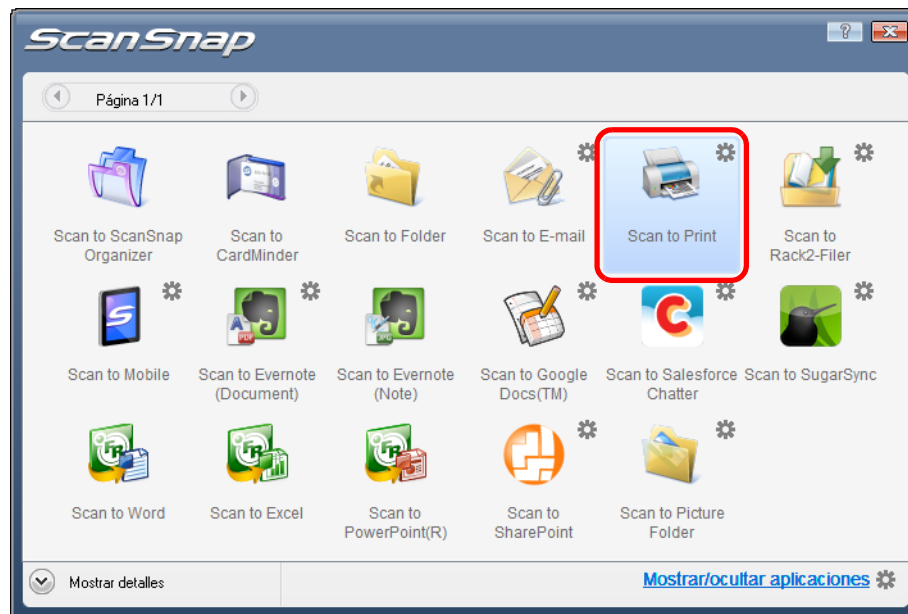 ScanSnap
Página 1/1
Scan to ScanSnap
Organizer
Scan to
CardMinder
Scan to Folder
Scan to E-mail
Scan to Print
Scan to
Rack2-Filer
Scan to Mobile
Scan to Evernote
(Document)
Scan to Evernote
(Note)
Scan to Google
Docs(TM)
Scan to Salesforce
Chatter
Scan to SugarSync
Scan to Word
Scan to Excel
Scan to
PowerPoint(R)
Scan to
SharePoint
Scan to Picture
Folder
Mostrar detalles
Mostrar/ocultar aplicaciones